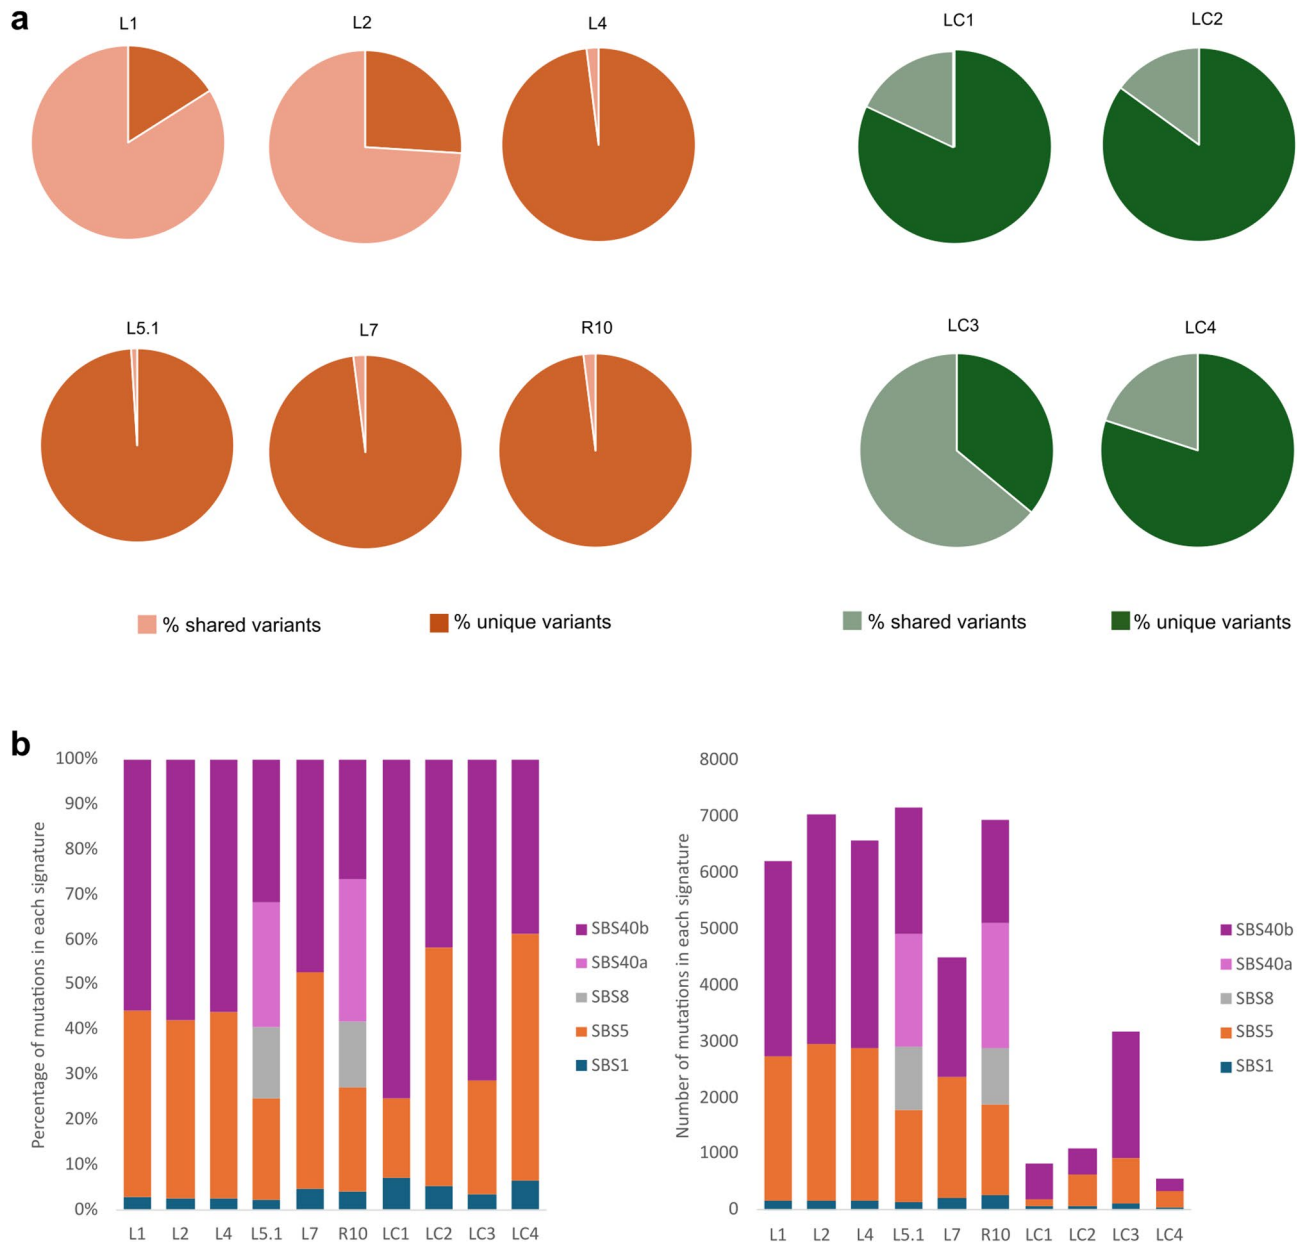 a
L1
L2
L4
LC1
LC2
L5.1
L7
R10
LC3
LC4
% shared variants
% unique variants
% shared variants
% unique variants
b
Percentage of mutations in each signature
100%
90%
80%
70%
60%
50%
40%
30%
20%
10%
0%
L1 L2 L4 L5.1 L7 R10 LC1 LC2 LC3 LC4
SBS40b
SBS40a
SBS8
SBS5
SBS1
Number of mutations in each signature
8000
7000
6000
5000
4000
3000
2000
1000
0
L1 L2 L4 L5.1 L7 R10 LC1 LC2 LC3 LC4
SBS40b
SBS40a
SBS8
SBS5
SBS1